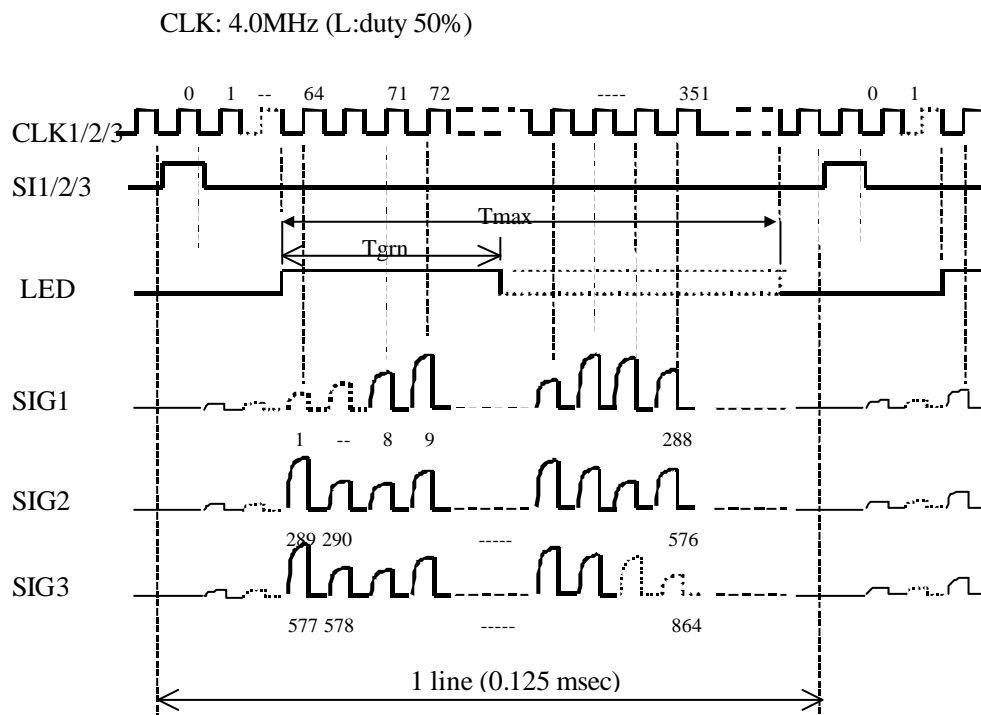 CLK: 4.0MHz (L:duty 50%)
0 1 -- 64 71 72 ---- 351 0 1
CLK1/2/3
SI1/2/3
Tmax
Tgrn
LED
SIG1
1 -- 8 9 288
SIG2
289 290 ----- 576
SIG3
577 578 ----- 864
1 line (0.125 msec)